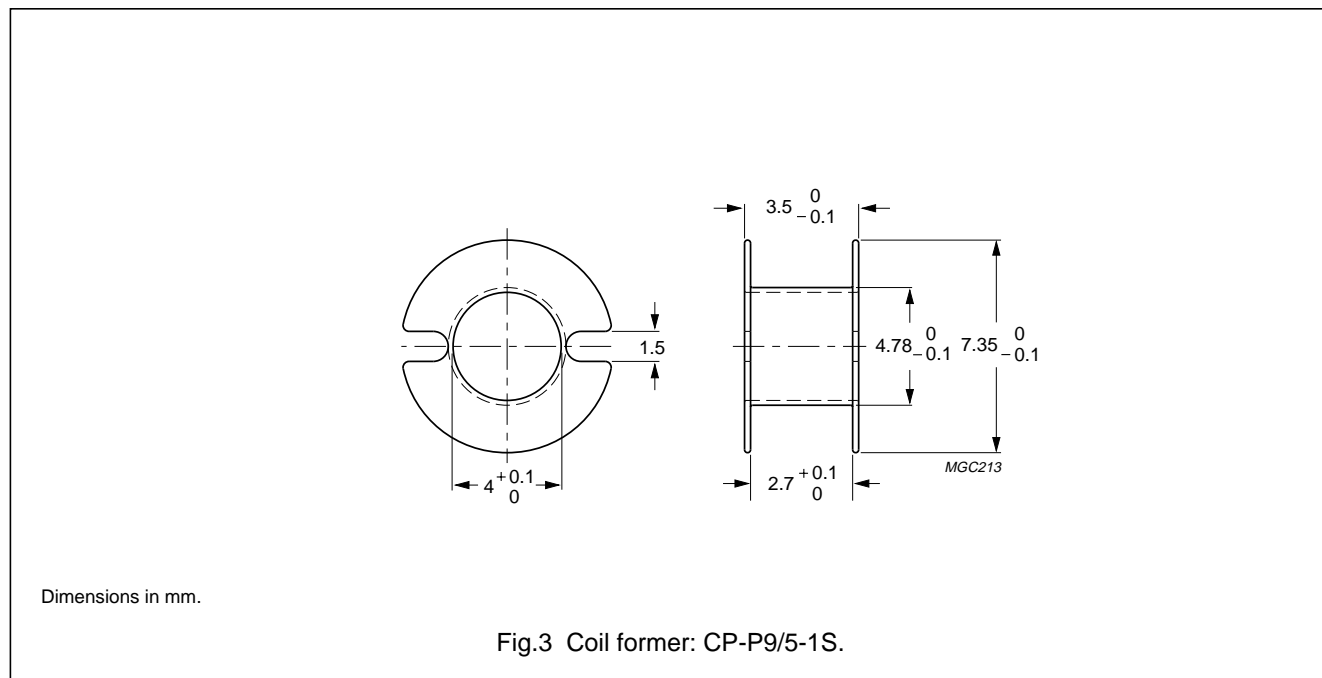 3.5 0 −0.1
1.5
4.78 0 −0.1 7.35 0 −0.1
MGC213
4 +0.1 0
2.7 +0.1 0
Dimensions in mm.
Fig.3 Coil former: CP-P9/5-1S.